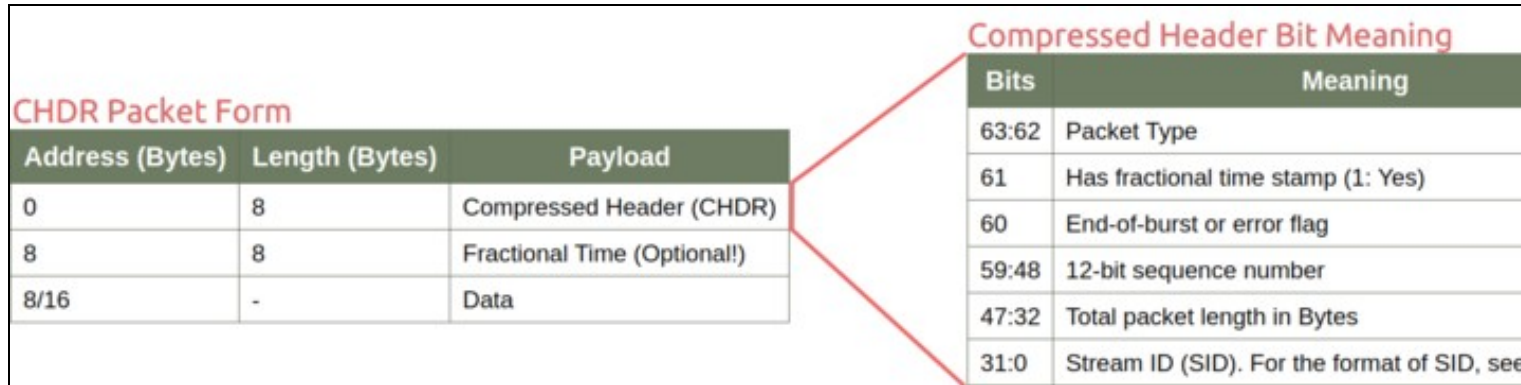 CHDR Packet Form
Address (Bytes) Length (Bytes) Payload
0 8 Compressed Header (CHDR)
8 8 Fractional Time (Optional!)
8/16 - Data
Compressed Header Bit Meaning
Bits Meaning
63:62 Packet Type
61 Has fractional time stamp (1: Yes)
60 End-of-burst or error flag
59:48 12-bit sequence number
47:32 Total packet length in Bytes
31:0 Stream ID (SID). For the format of SID, see